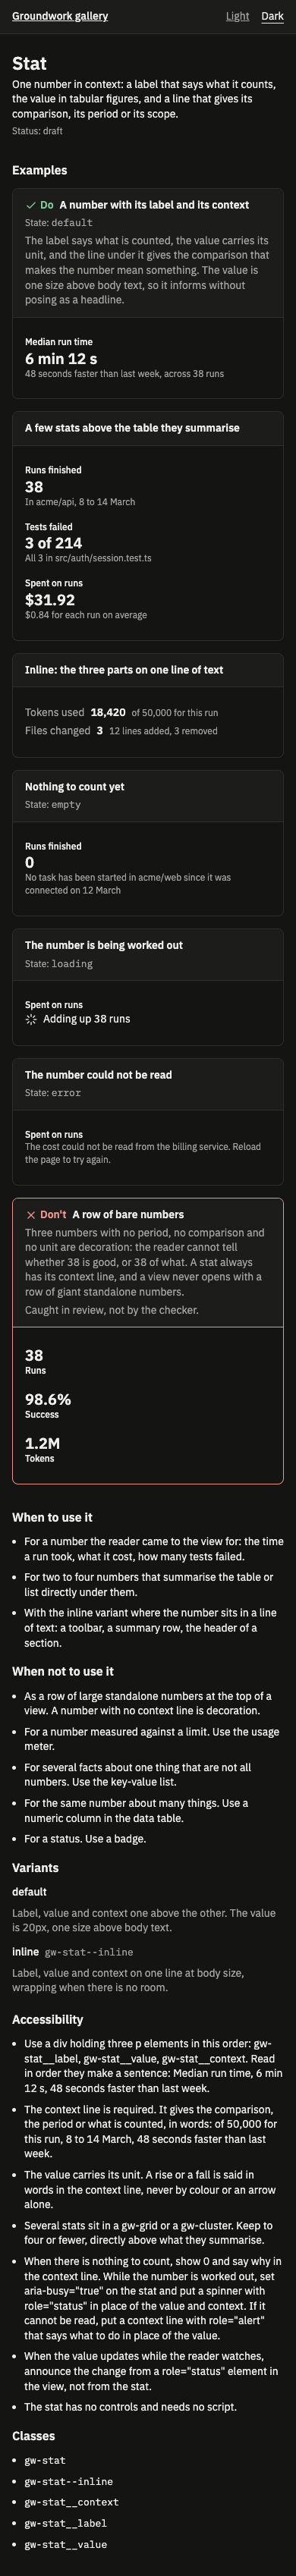 Groundwork gallery Light Dark
Stat
One number in context: a label that says what it counts,
the value in tabular figures, and a line that gives its
comparison, its period or its scope.
Status: draft
Examples
Do A number with its label and its context
State: default
The label says what is counted, the value carries its
unit, and the line under it gives the comparison that
makes the number mean something. The value is
one size above body text, so it informs without
posing as a headline.
Median run time
6 min 12 s
48 seconds faster than last week, across 38 runs
A few stats above the table they summarise
Runs finished
38
In acme/api, 8 to 14 March
Tests failed
3 of 214
All 3 in src/auth/session.test.ts
Spent on runs
$31.92
$0.84 for each run on average
Inline: the three parts on one line of text
Tokens used 18,420 of 50,000 for this run
Files changed 3 12 lines added, 3 removed
Nothing to count yet
State: empty
Runs finished
0
No task has been started in acme/web since it was
connected on 12 March
The number is being worked out
State: loading
Spent on runs
Adding up 38 runs
The number could not be read
State: error
Spent on runs
The cost could not be read from the billing service. Reload
the page to try again.
Don't A row of bare numbers
Three numbers with no period, no comparison and
no unit are decoration: the reader cannot tell
whether 38 is good, or 38 of what. A stat always
has its context line, and a view never opens with a
row of giant standalone numbers.
Caught in review, not by the checker.
38
Runs
98.6%
Success
1.2M
Tokens
When to use it
• For a number the reader came to the view for: the time
a run took, what it cost, how many tests failed.
• For two to four numbers that summarise the table or
list directly under them.
• With the inline variant where the number sits in a line
of text: a toolbar, a summary row, the header of a
section.
When not to use it
• As a row of large standalone numbers at the top of a
view. A number with no context line is decoration.
• For a number measured against a limit. Use the usage
meter.
• For several facts about one thing that are not all
numbers. Use the key-value list.
• For the same number about many things. Use a
numeric column in the data table.
• For a status. Use a badge.
Variants
default
Label, value and context one above the other. The value
is 20px, one size above body text.
inline gw-stat--inline
Label, value and context on one line at body size,
wrapping when there is no room.
Accessibility
• Use a div holding three p elements in this order: gw-
stat__label, gw-stat__value, gw-stat__context. Read
in order they make a sentence: Median run time, 6 min
12 s, 48 seconds faster than last week.
• The context line is required. It gives the comparison,
the period or what is counted, in words: of 50,000 for
this run, 8 to 14 March, 48 seconds faster than last
week.
• The value carries its unit. A rise or a fall is said in
words in the context line, never by colour or an arrow
alone.
• Several stats sit in a gw-grid or a gw-cluster. Keep to
four or fewer, directly above what they summarise.
• When there is nothing to count, show 0 and say why in
the context line. While the number is worked out, set
aria-busy="true" on the stat and put a spinner with
role="status" in place of the value and context. If it
cannot be read, put a context line with role="alert"
that says what to do in place of the value.
• When the value updates while the reader watches,
announce the change from a role="status" element in
the view, not from the stat.
• The stat has no controls and needs no script.
Classes
• gw-stat
• gw-stat--inline
• gw-stat__context
• gw-stat__label
• gw-stat__value